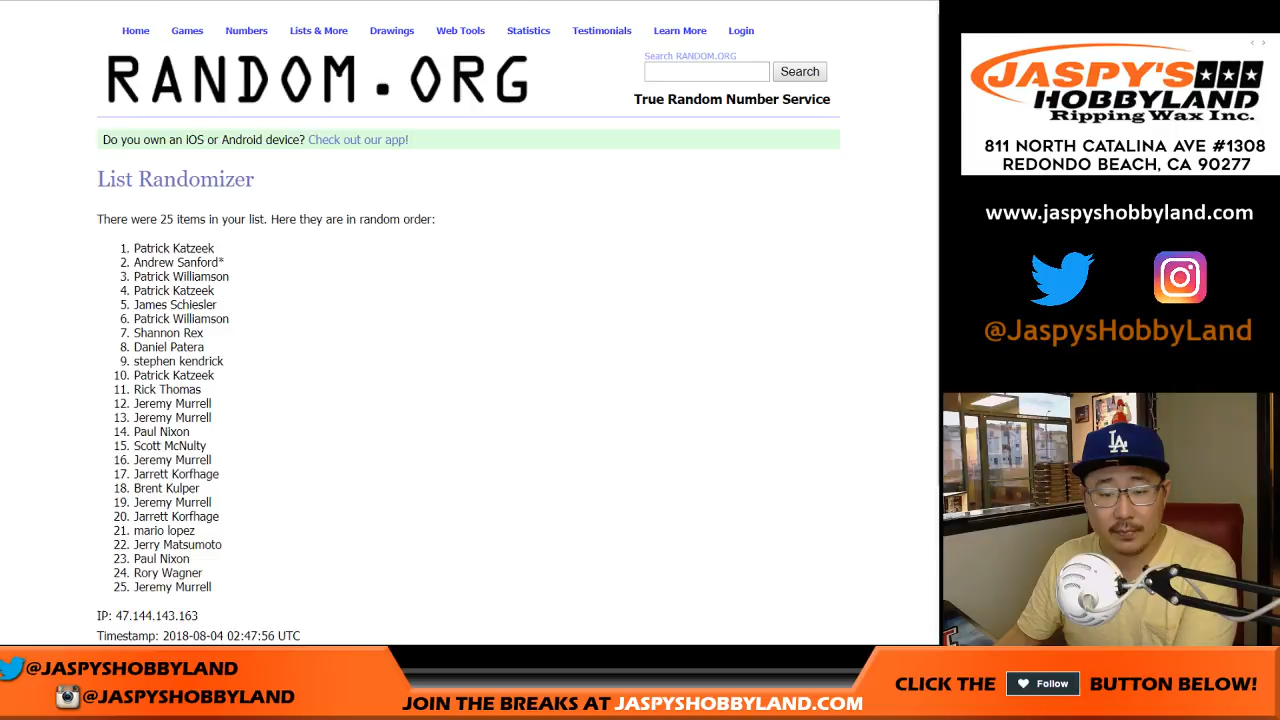 Home Games Numbers Lists & More Drawings Web Tools Statistics Testimonials Learn More Login
RANDOM.ORG
Search RANDOM.ORG
Search
True Random Number Service
Do you own an iOS or Android device? Check out our app!
List Randomizer
There were 25 items in your list. Here they are in random order:
1. Patrick Katzeek
2. Andrew Sanford*
3. Patrick Williamson
4. Patrick Katzeek
5. James Schiesler
6. Patrick Williamson
7. Shannon Rex
8. Daniel Patera
9. stephen kendrick
10. Patrick Katzeek
11. Rick Thomas
12. Jeremy Murrell
13. Jeremy Murrell
14. Paul Nixon
15. Scott McNulty
16. Jeremy Murrell
17. Jarrett Korfhage
18. Brent Kulper
19. Jeremy Murrell
20. Jarrett Korfhage
21. mario lopez
22. Jerry Matsumoto
23. Paul Nixon
24. Rory Wagner
25. Jeremy Murrell
IP: 47.144.143.163
Timestamp: 2018-08-04 02:47:56 UTC
JASPY'S
HOBBYLAND
Ripping Wax Inc.
811 NORTH CATALINA AVE #1308
REDONDO BEACH, CA 90277
www.jaspyshobbyland.com
@JaspysHobbyLand
LA
@JASPYSHOBBYLAND
@JASPYSHOBBYLAND
JOIN THE BREAKS AT JASPYSHOBBYLAND.COM
CLICK THE Follow BUTTON BELOW!